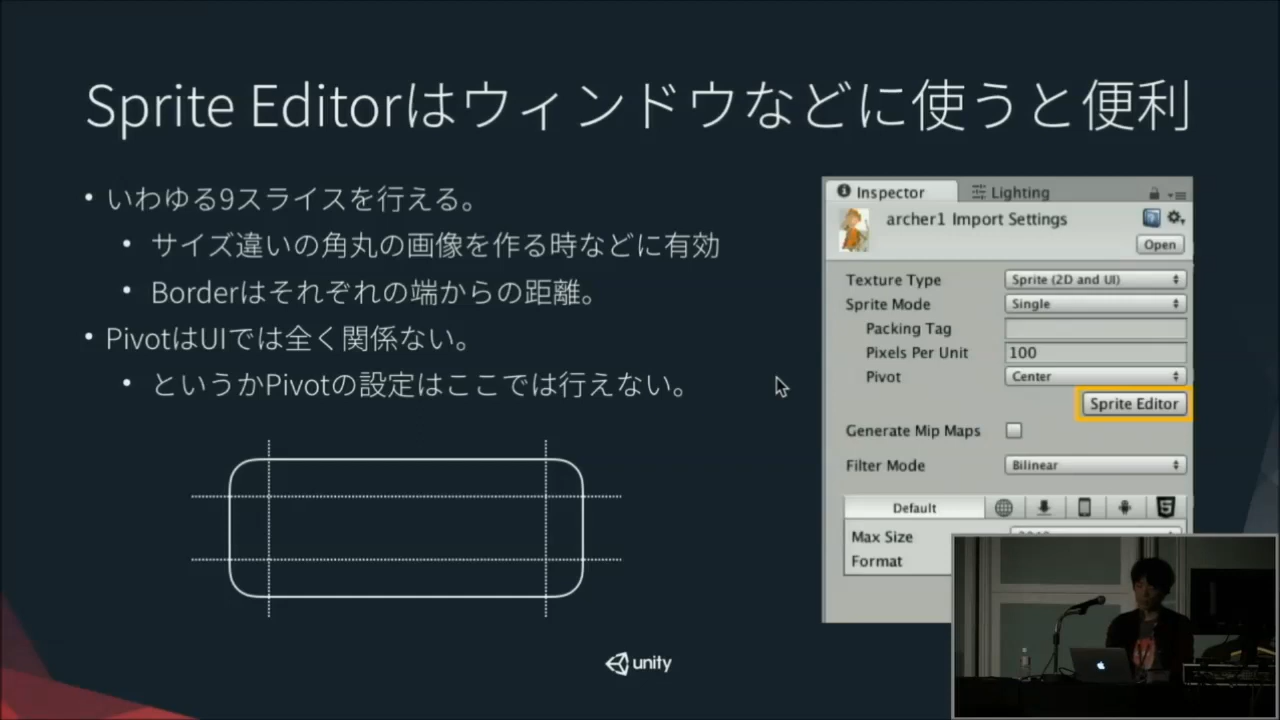 Sprite Editorはウィンドウなどに使うと便利
• いわゆる9スライスを行える。
• サイズ違いの角丸の画像を作る時などに有効
• Borderはそれぞれの端からの距離。
• PivotはUIでは全く関係ない。
• というかPivotの設定はここでは行えない。
Inspector
Lighting
archer1 Import Settings
Open
Texture Type
Sprite (2D and UI)
Sprite Mode
Single
Packing Tag
Pixels Per Unit
100
Pivot
Center
Sprite Editor
Generate Mip Maps
Filter Mode
Bilinear
Default
Max Size
Format
unity